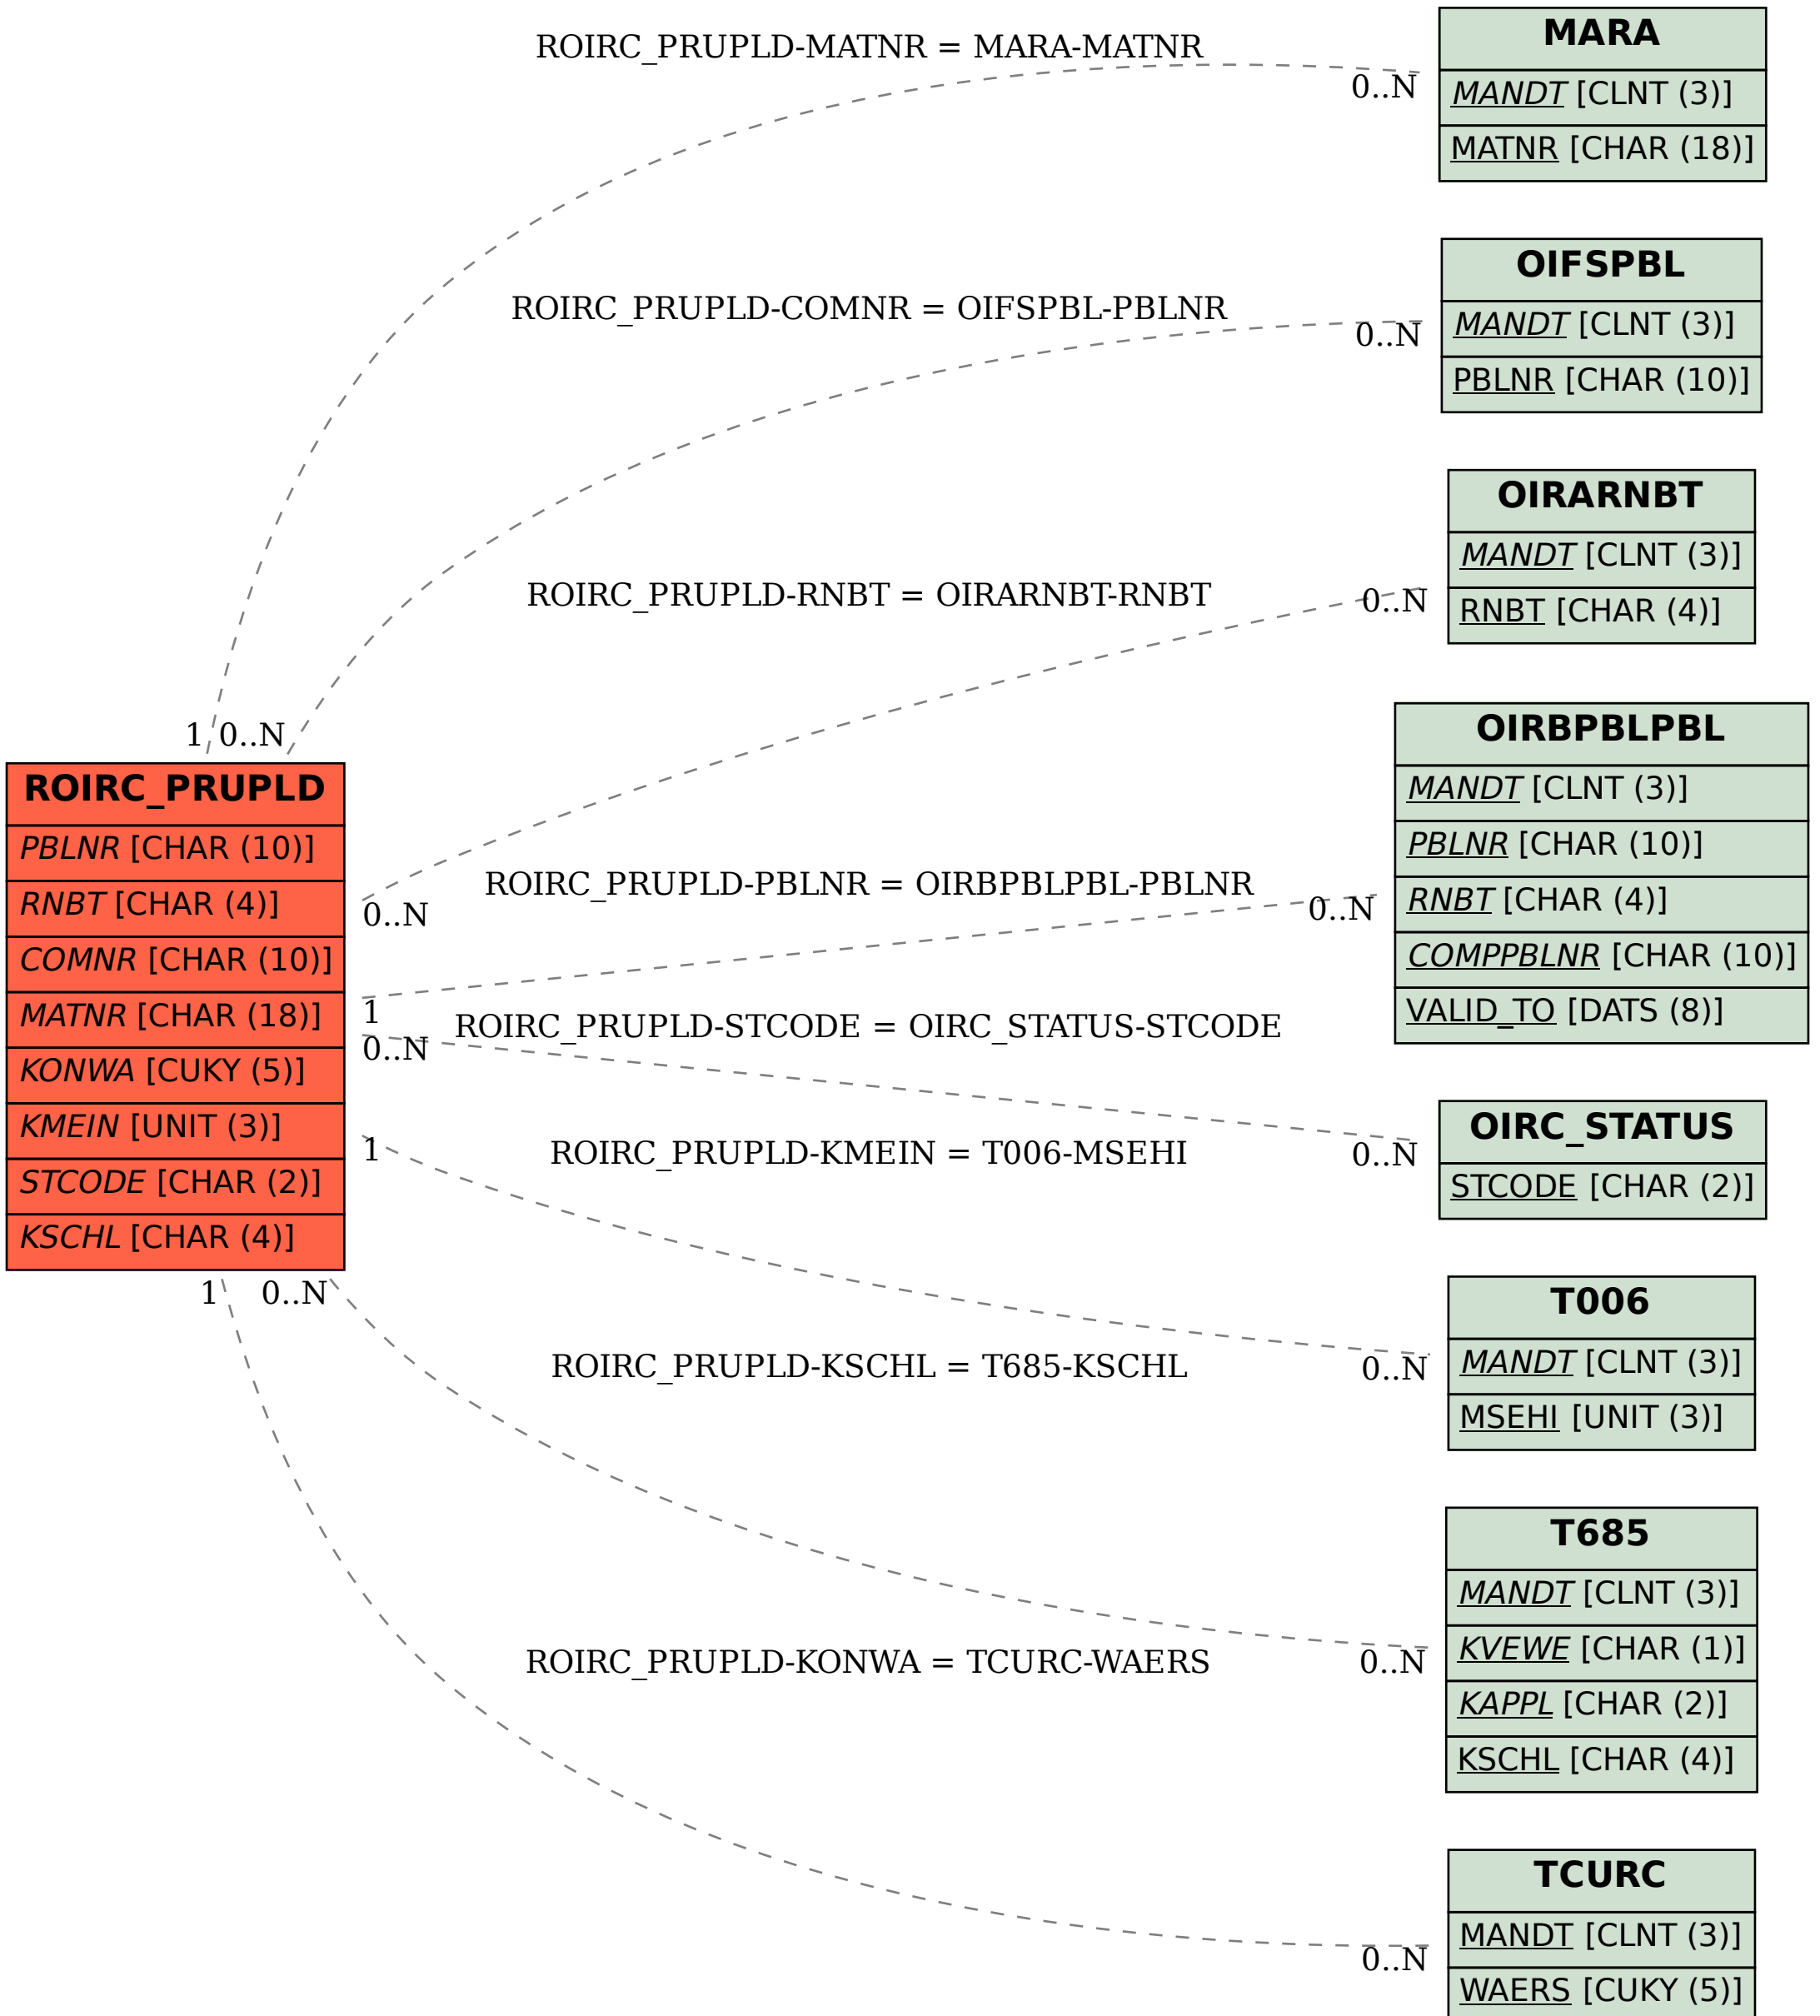 ROIRC_PRUPLD-MATNR = MARA-MATNR
0..N
MARA
MANDT [CLNT (3)]
MATNR [CHAR (18)]
ROIRC_PRUPLD-COMNR = OIFSPBL-PBLNR
0..N
OIFSPBL
MANDT [CLNT (3)]
PBLNR [CHAR (10)]
ROIRC_PRUPLD-RNBT = OIRARNBT-RNBT
0..N
OIRARNBT
MANDT [CLNT (3)]
RNBT [CHAR (4)]
1 0..N
ROIRC_PRUPLD
PBLNR [CHAR (10)]
RNBT [CHAR (4)]
COMNR [CHAR (10)]
MATNR [CHAR (18)]
KONWA [CUKY (5)]
KMEIN [UNIT (3)]
STCODE [CHAR (2)]
KSCHL [CHAR (4)]
0..N
ROIRC_PRUPLD-PBLNR = OIRBPBLPBL-PBLNR
0..N
1
OIRBPBLPBL
MANDT [CLNT (3)]
PBLNR [CHAR (10)]
RNBT [CHAR (4)]
COMPPBLNR [CHAR (10)]
VALID_TO [DATS (8)]
ROIRC_PRUPLD-STCODE = OIRC_STATUS-STCODE
0..N
0..N
OIRC_STATUS
STCODE [CHAR (2)]
1
ROIRC_PRUPLD-KMEIN = T006-MSEHI
0..N
T006
MANDT [CLNT (3)]
MSEHI [UNIT (3)]
1 0..N
ROIRC_PRUPLD-KSCHL = T685-KSCHL
0..N
T685
MANDT [CLNT (3)]
KVEWE [CHAR (1)]
KAPPL [CHAR (2)]
KSCHL [CHAR (4)]
ROIRC_PRUPLD-KONWA = TCURC-WAERS
0..N
TCURC
MANDT [CLNT (3)]
WAERS [CUKY (5)]